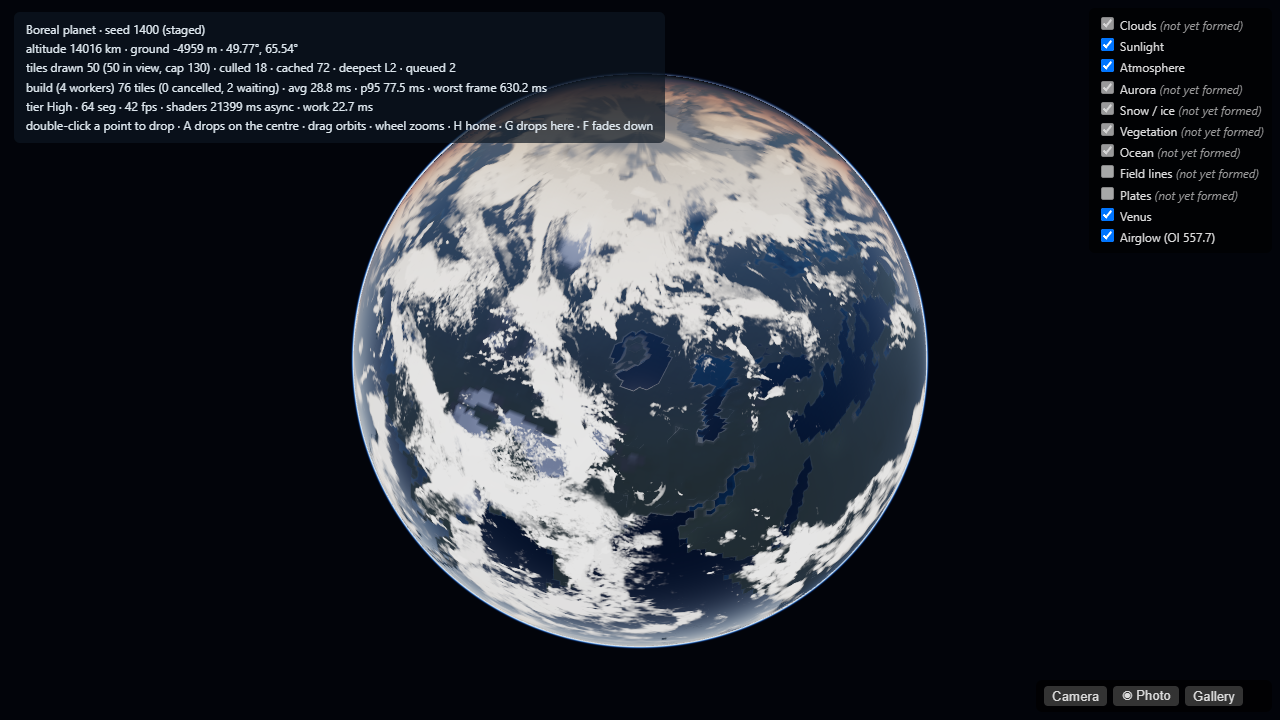 Boreal planet · seed 1400 (staged)
altitude 14016 km · ground -4959 m · 49.77°, 65.54°
tiles drawn 50 (50 in view, cap 130) · culled 18 · cached 72 · deepest L2 · queued 2
build (4 workers) 76 tiles (0 cancelled, 2 waiting) · avg 28.8 ms · p95 77.5 ms · worst frame 630.2 ms
tier High · 64 seg · 42 fps · shaders 21399 ms async · work 22.7 ms
double-click a point to drop · A drops on the centre · drag orbits · wheel zooms · H home · G drops here · F fades down
Clouds (not yet formed)
Sunlight
Atmosphere
Aurora (not yet formed)
Snow / ice (not yet formed)
Vegetation (not yet formed)
Ocean (not yet formed)
Field lines (not yet formed)
Plates (not yet formed)
Venus
Airglow (OI 557.7)
Camera
◉ Photo
Gallery